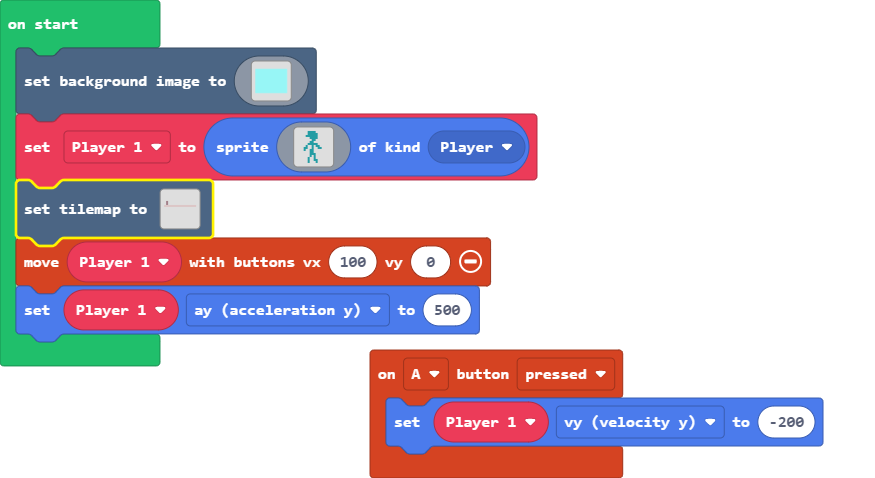 on start
set background image to
set Player 1 to sprite of kind Player
set tilemap to
move Player 1 with buttons vx 100 vy 0
set Player 1 ay (acceleration y) to 500
on A button pressed
set Player 1 vy (velocity y) to -200